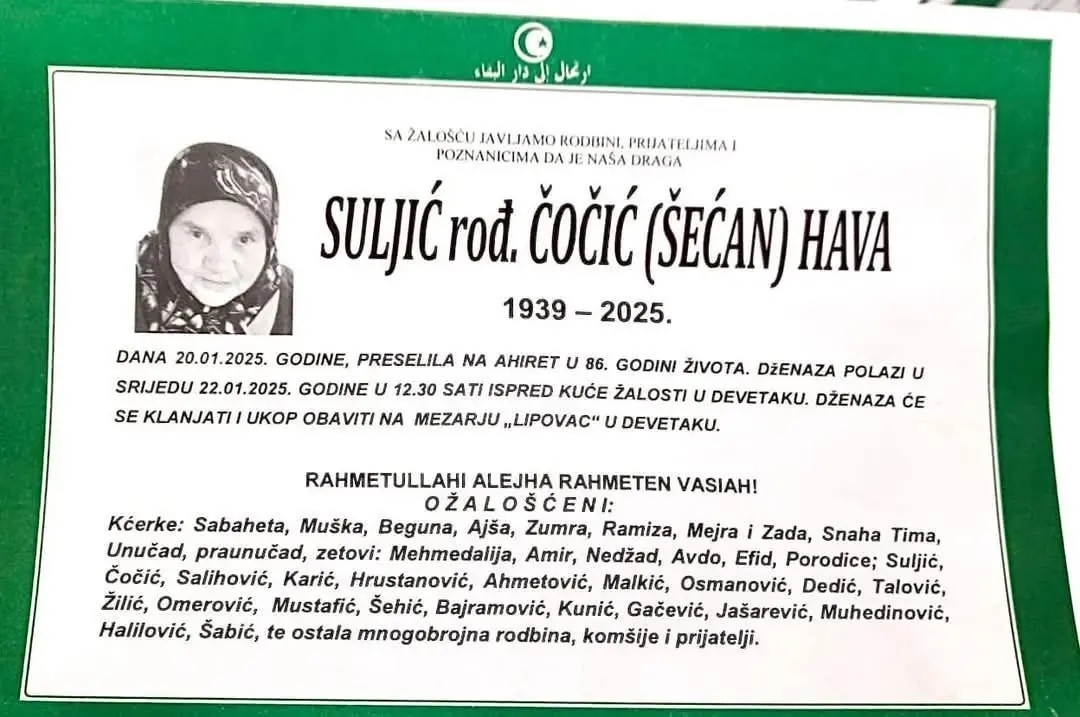 ارتحال إلى دار البقاء
SA ŽALOŠĆU JAVLJAMO RODBINI, PRIJATELJIMA I
POZNANICIMA DA JE NAŠA DRAGA
SULJIĆ rođ. ČOČIĆ (ŠEĆAN) HAVA
1939 – 2025.
DANA 20.01.2025. GODINE, PRESELILA NA AHIRET U 86. GODINI ŽIVOTA. DžENAZA POLAZI U
SRIJEDU 22.01.2025. GODINE U 12.30 SATI ISPRED KUĆE ŽALOSTI U DEVETAKU. DŽENAZA ĆE
SE KLANJATI I UKOP OBAVITI NA MEZARJU „LIPOVAC“ U DEVETAKU.
RAHMETULLAHI ALEJHA RAHMETEN VASIAH!
OŽALOŠĆENI:
Kćerke: Sabaheta, Muška, Beguna, Ajša, Zumra, Ramiza, Mejra i Zada, Snaha Tima,
Unučad, praunučad, zetovi: Mehmedalija, Amir, Nedžad, Avdo, Efid, Porodice; Suljić,
Čočić, Salihović, Karić, Hrustanović, Ahmetović, Malkić, Osmanović, Dedić, Talović,
Žilić, Omerović, Mustafić, Šehić, Bajramović, Kunić, Gačević, Jašarević, Muhedinović,
Halilović, Šabić, te ostala mnogobrojna rodbina, komšije i prijatelji.